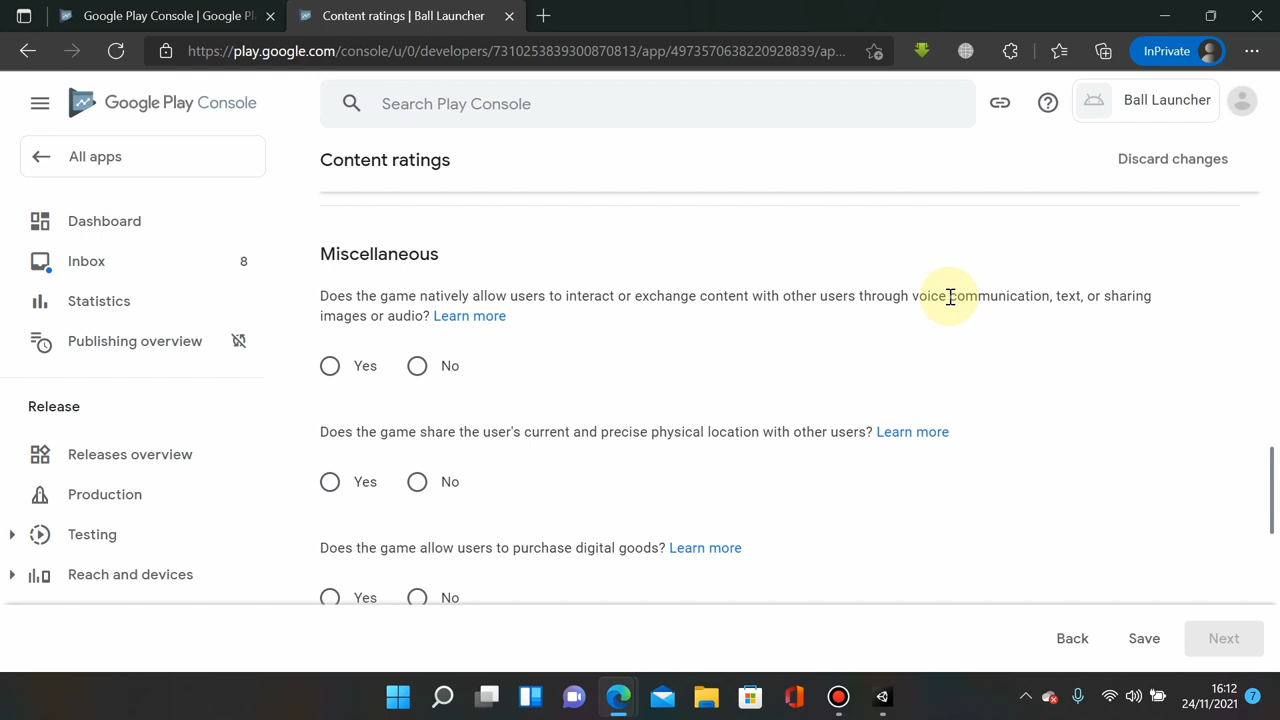 Google Play Console | Google Pl
Content ratings | Ball Launcher
https://play.google.com/console/u/0/developers/7310253839300870813/app/4973570638220928839/ap...
InPrivate
Google Play Console
Search Play Console
Ball Launcher
All apps
Content ratings
Discard changes
Dashboard
Inbox 8
Statistics
Publishing overview
Release
Releases overview
Production
Testing
Reach and devices
Miscellaneous
Does the game natively allow users to interact or exchange content with other users through voice communication, text, or sharing
images or audio? Learn more
Yes No
Does the game share the user's current and precise physical location with other users? Learn more
Yes No
Does the game allow users to purchase digital goods? Learn more
Yes No
Back Save Next
16:12
24/11/2021
7